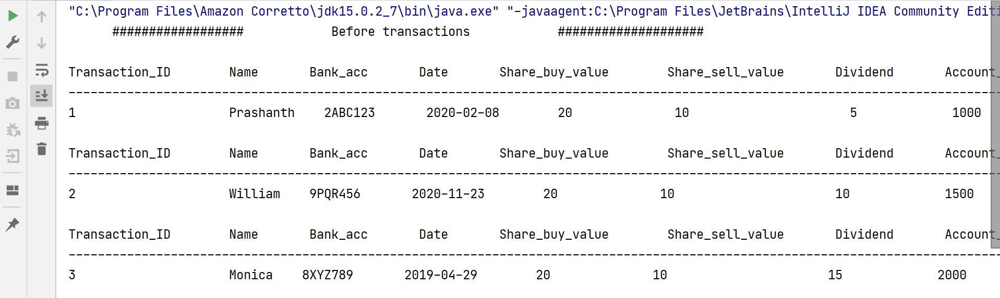 "C:\Program Files\Amazon Corretto\jdk15.0.2_7\bin\java.exe" "-javaagent:C:\Program Files\JetBrains\IntelliJ IDEA Community Editi
################## Before transactions ####################
Transaction_ID Name Bank_acc Date Share_buy_value Share_sell_value Dividend Account_
--------------------------------------------------------------------------------------------------------------------------------
1 Prashanth 2ABC123 2020-02-08 20 10 5 1000
Transaction_ID Name Bank_acc Date Share_buy_value Share_sell_value Dividend Account_
--------------------------------------------------------------------------------------------------------------------------------
2 William 9PQR456 2020-11-23 20 10 10 1500
Transaction_ID Name Bank_acc Date Share_buy_value Share_sell_value Dividend Account_
--------------------------------------------------------------------------------------------------------------------------------
3 Monica 8XYZ789 2019-04-29 20 10 15 2000